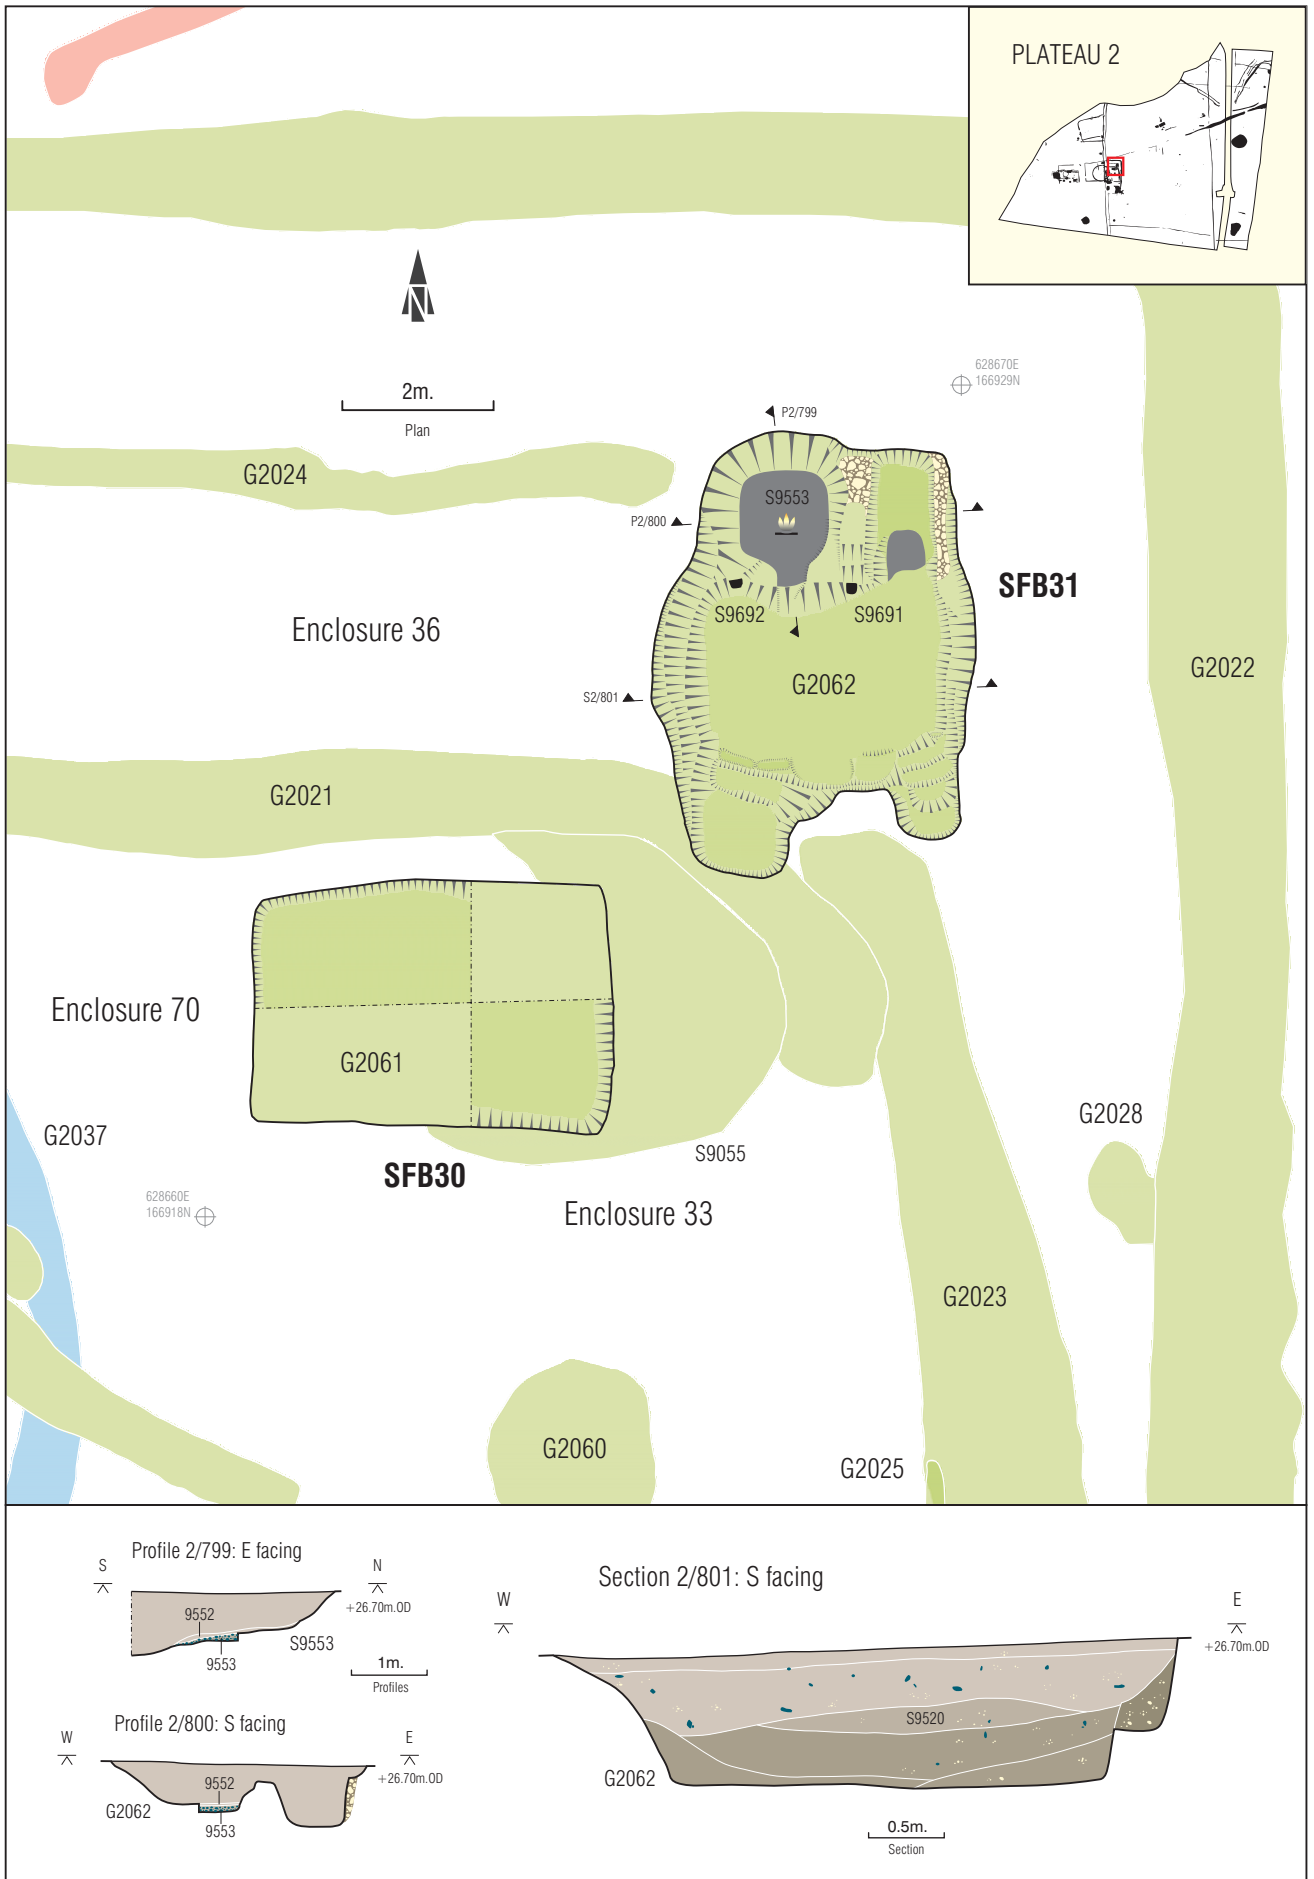 PLATEAU 2
N
2m.
Plan
628670E
166929N
P2/799
G2024
S9553
P2/800
SFB31
S9692
S9691
Enclosure 36
G2062
G2022
S2/801
G2021
Enclosure 70
G2061
G2037
G2028
S9055
SFB30
628660E
166918N
Enclosure 33
G2023
G2060
G2025
Profile 2/799: E facing
S
N
+26.70m.OD
9552
S9553
9553
1m.
Profiles
Profile 2/800: S facing
W
E
+26.70m.OD
9552
G2062
9553
Section 2/801: S facing
W
E
+26.70m.OD
S9520
G2062
0.5m.
Section